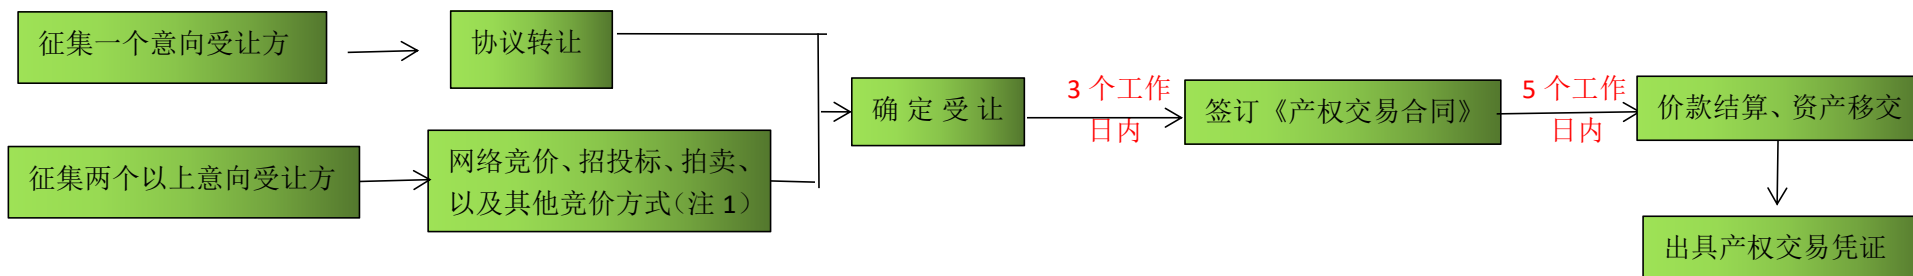 征集一个意向受让方
协议转让
征集两个以上意向受让方
网络竞价、招投标、拍卖、
以及其他竞价方式（注 1）
确 定 受 让
3 个工作
日内
签订《产权交易合同》
5 个工作
日内
价款结算、资产移交
出具产权交易凭证